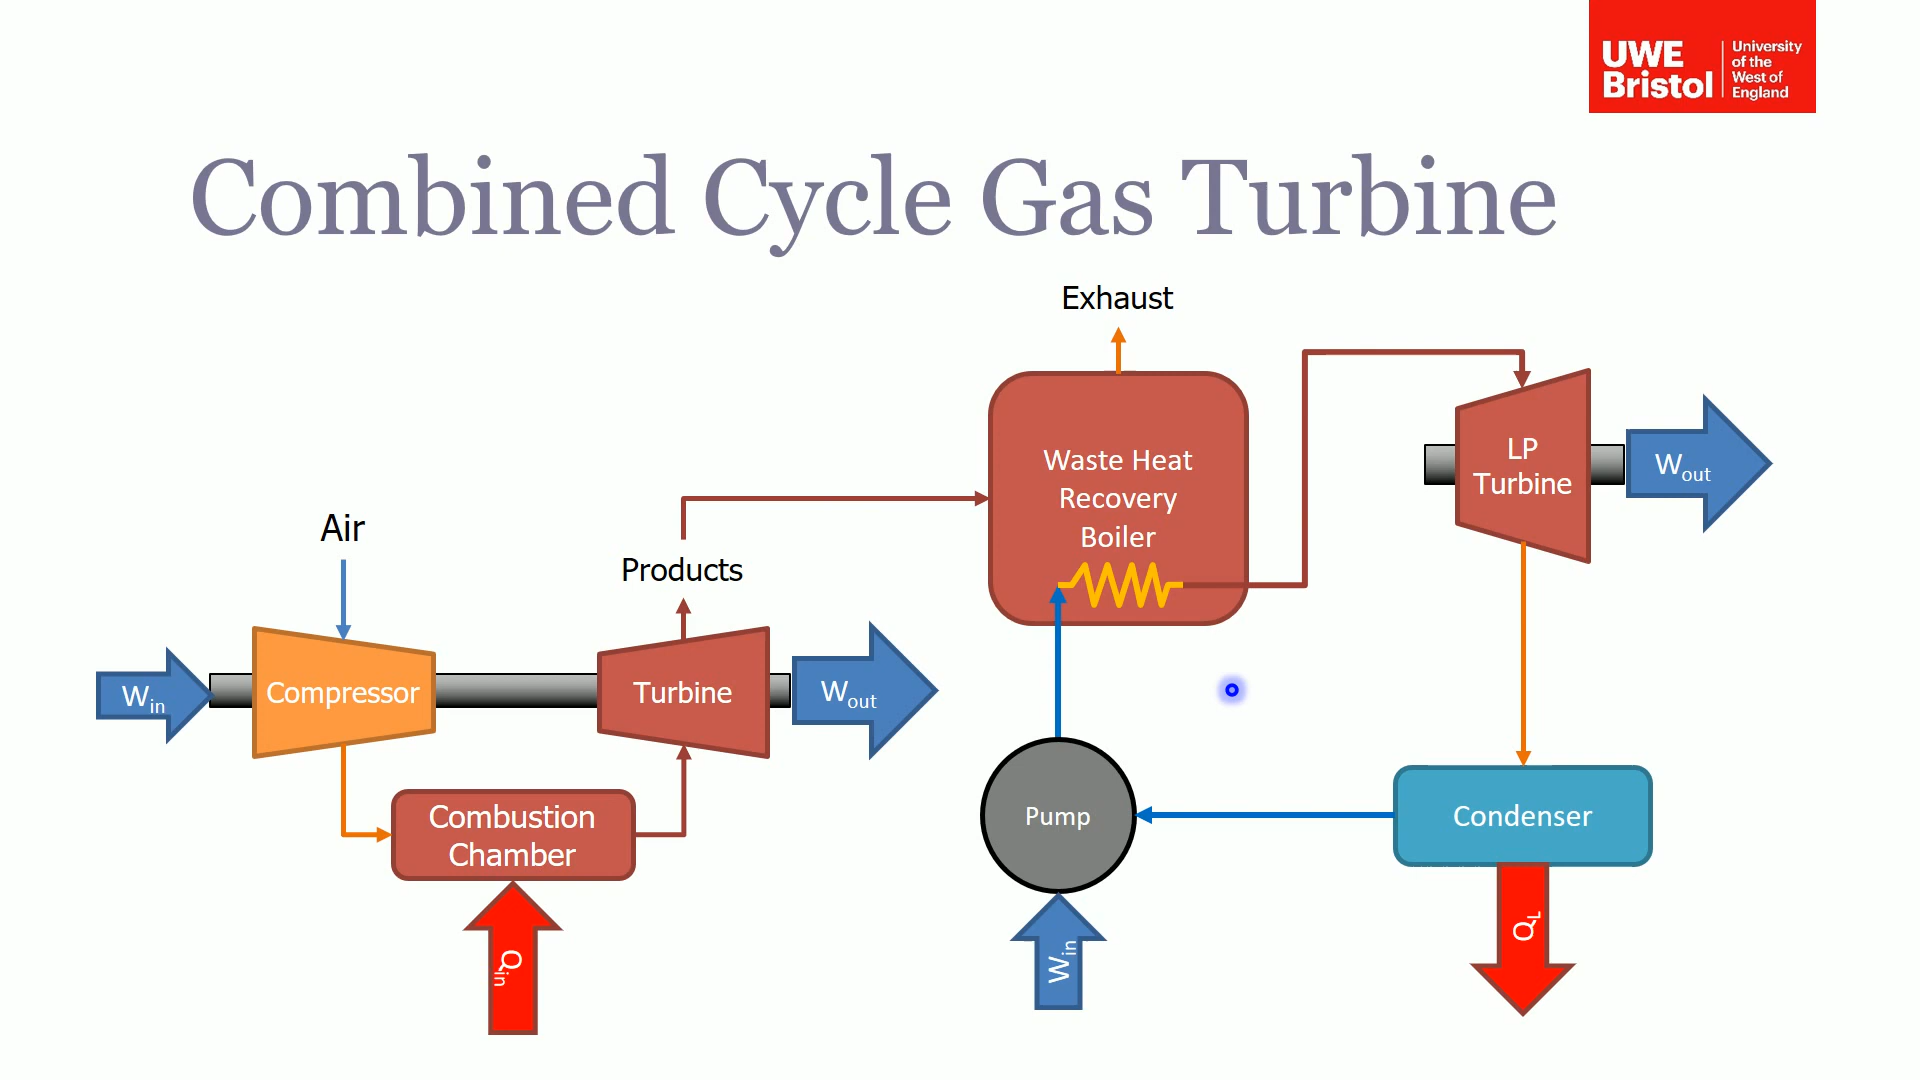 UWE
Bristol
University
of the
West of
England
Combined Cycle Gas Turbine
Exhaust
Waste Heat
Recovery
Boiler
LP
Turbine
Wout
Air
Products
Win
Compressor
Turbine
Wout
Combustion
Chamber
Pump
Condenser
Qin
Win
QL